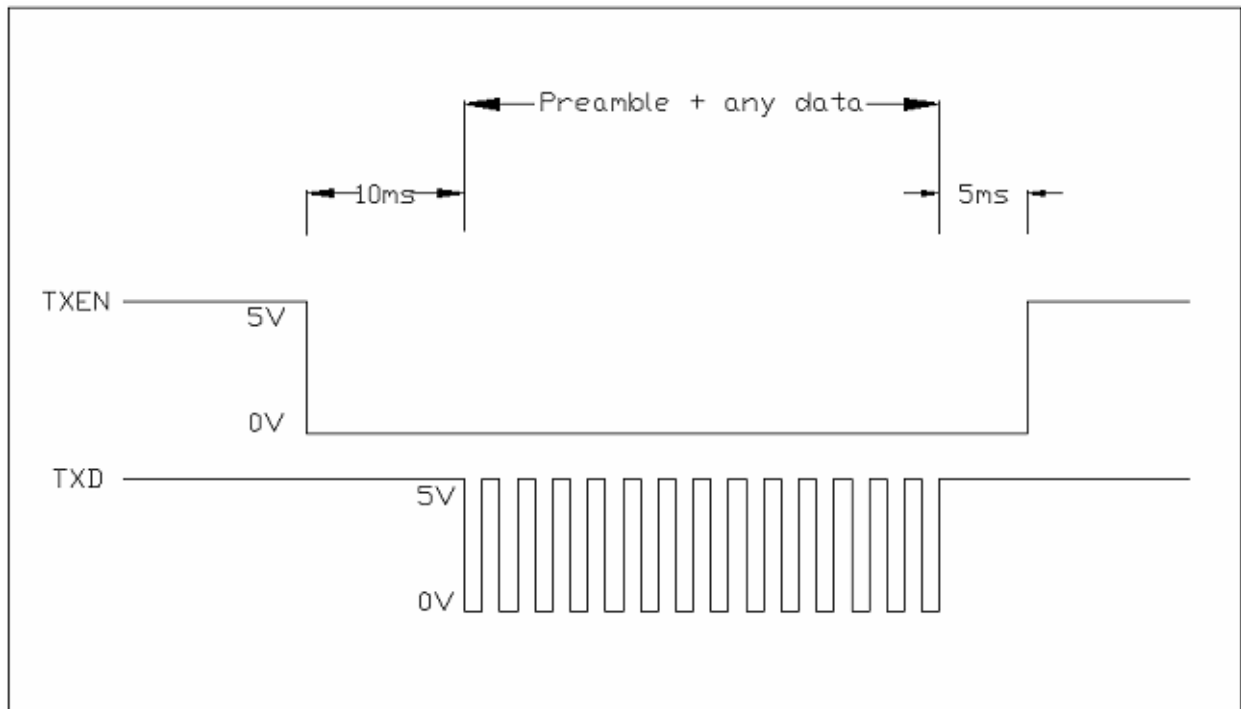 Preamble + any data
10ms
5ms
TXEN
5V
0V
TXD
5V
0V